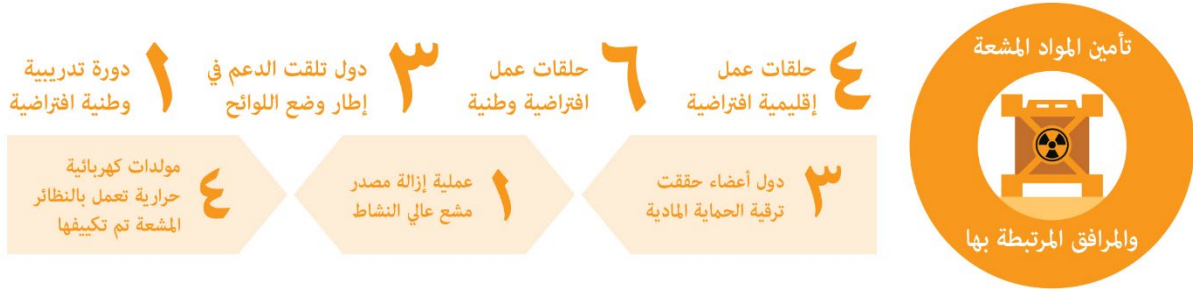 تأمين المواد المشعة
والمرافق المرتبطة بها
٤ حلقات عمل
إقليمية افتراضية
٦ حلقات عمل
افتراضية وطنية
٣ دول تلقت الدعم في
إطار وضع اللوائح
١ دورة تدريبية
وطنية افتراضية
٣ دول أعضاء حققت
ترقية الحماية المادية
١ عملية إزالة مصدر
مشع عالي النشاط
٤ مولدات كهربائية
حرارية تعمل بالنظائر
المشعة تم تكييفها